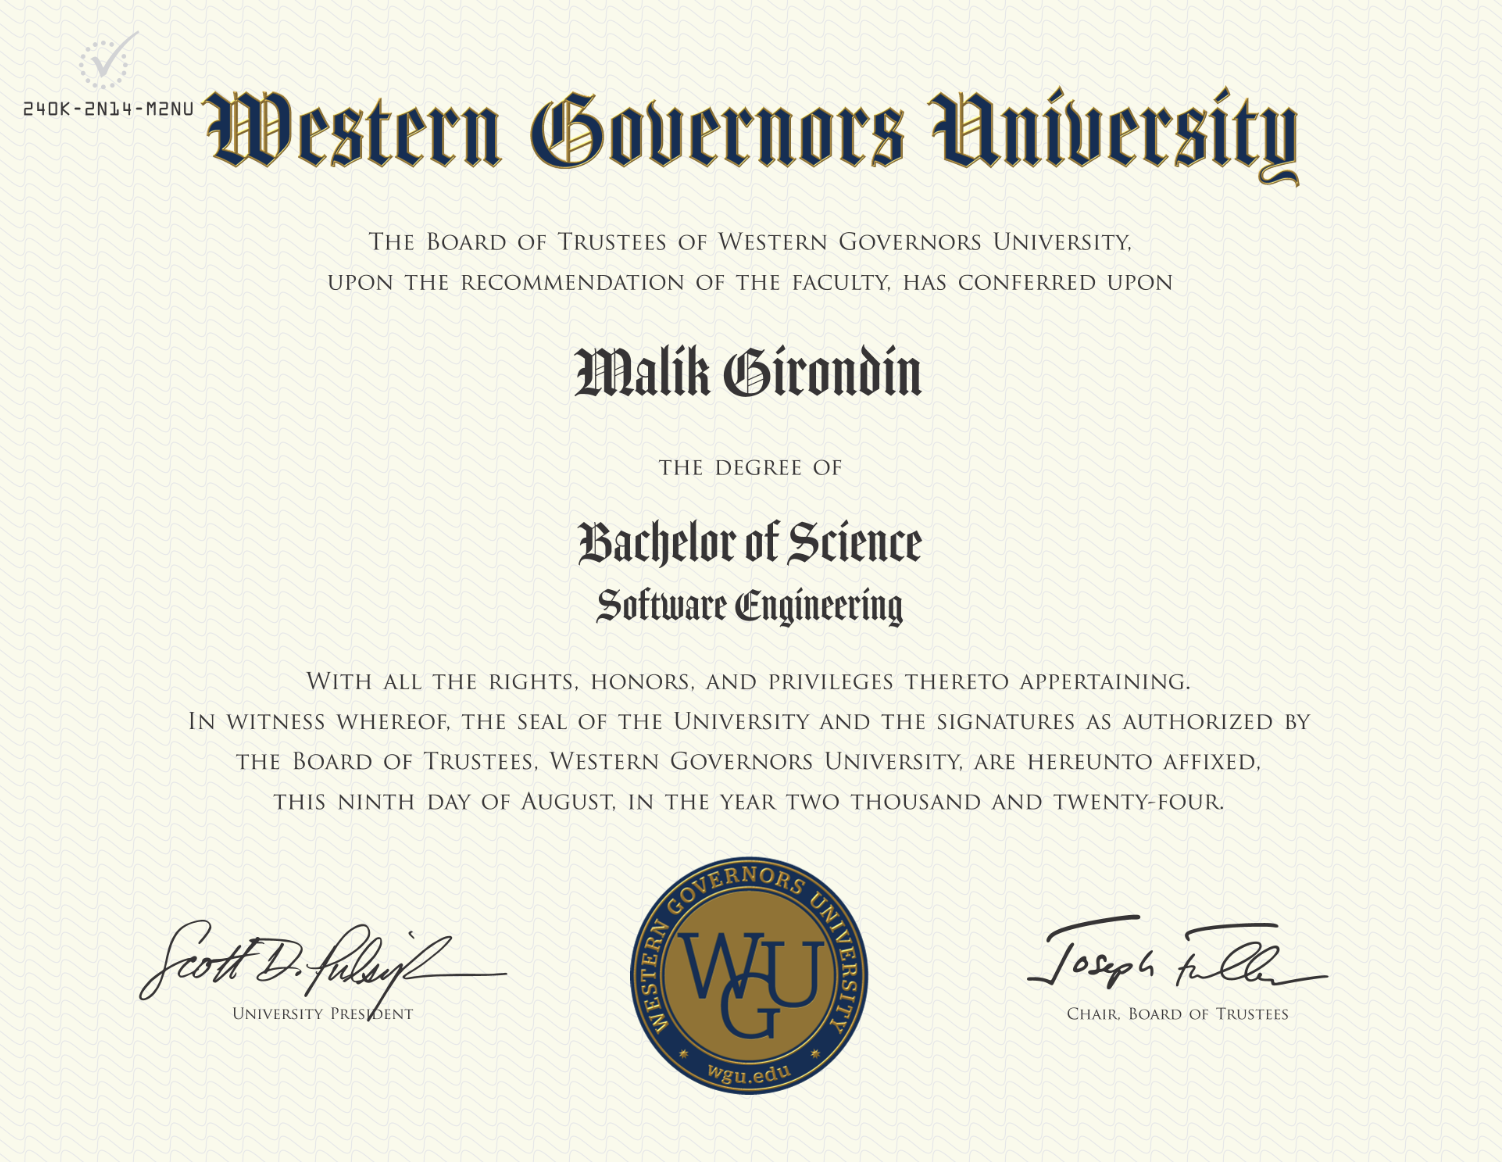 240K-2N14-M2NU
Western Governors University
The Board of Trustees of Western Governors University,
upon the recommendation of the faculty, has conferred upon
Malik Girondin
the degree of
Bachelor of Science
Software Engineering
With all the rights, honors, and privileges thereto appertaining.
In witness whereof, the seal of the University and the signatures as authorized by
the Board of Trustees, Western Governors University, are hereunto affixed,
this ninth day of August, in the year two thousand and twenty-four.
Scott D. Pulsipher
University President
WESTERN GOVERNORS UNIVERSITY
WGU
wgu.edu
Joseph Fuller
Chair, Board of Trustees